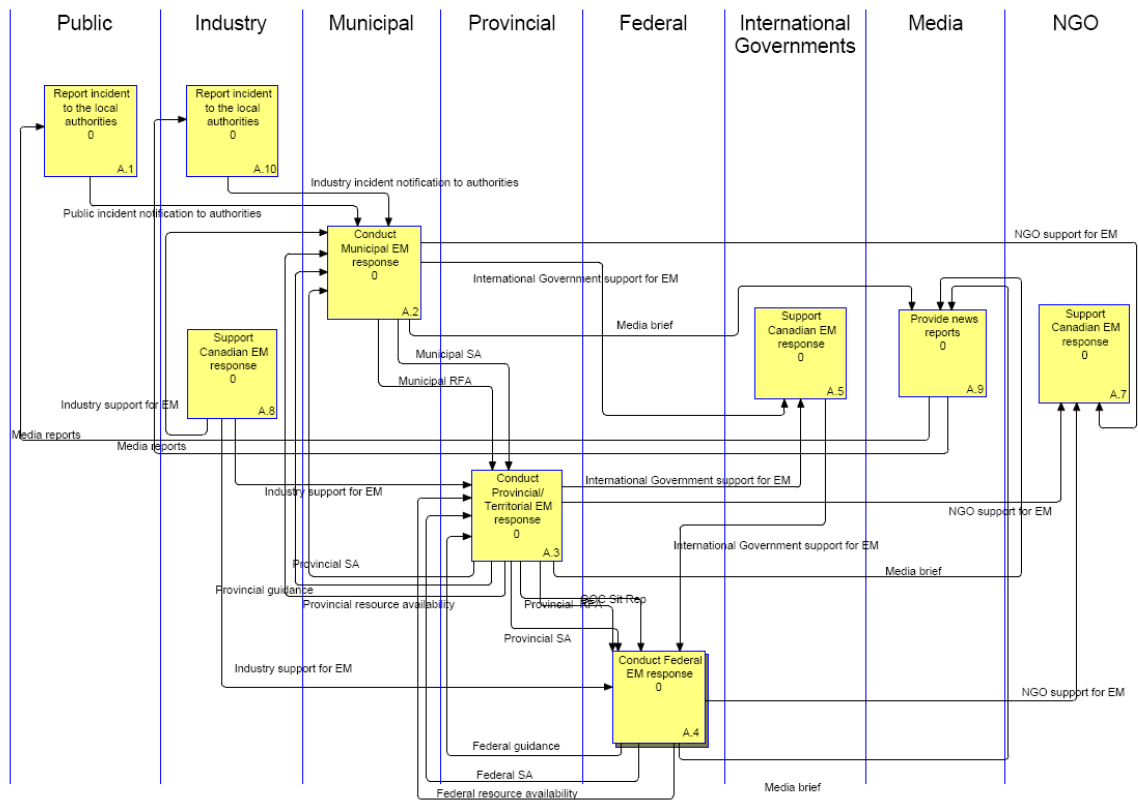 Public
Industry
Municipal
Provincial
Federal
International
Governments
Media
NGO
Report incident
to the local
authorities
0
A.1
Report incident
to the local
authorities
0
A.10
Industry incident notification to authorities
Public incident notification to authorities
Conduct
Municipal EM
response
0
A.2
NGO support for EM
International Government support for EM
Media brief
Support
Canadian EM
response
0
A.5
Provide news
reports
0
A.9
Support
Canadian EM
response
0
A.7
Support
Canadian EM
response
0
A.8
Municipal SA
Municipal RFA
Industry support for EM
Media reports
Media reports
Industry support for EM
Conduct
Provincial/
Territorial EM
response
0
A.3
International Government support for EM
NGO support for EM
International Government support for EM
Media brief
Provincial SA
Provincial guidance
Provincial resource availability
Provincial RFA
GOC Sit Rep
Provincial SA
Industry support for EM
Conduct Federal
EM response
0
A.4
NGO support for EM
Federal guidance
Federal SA
Federal resource availability
Media brief